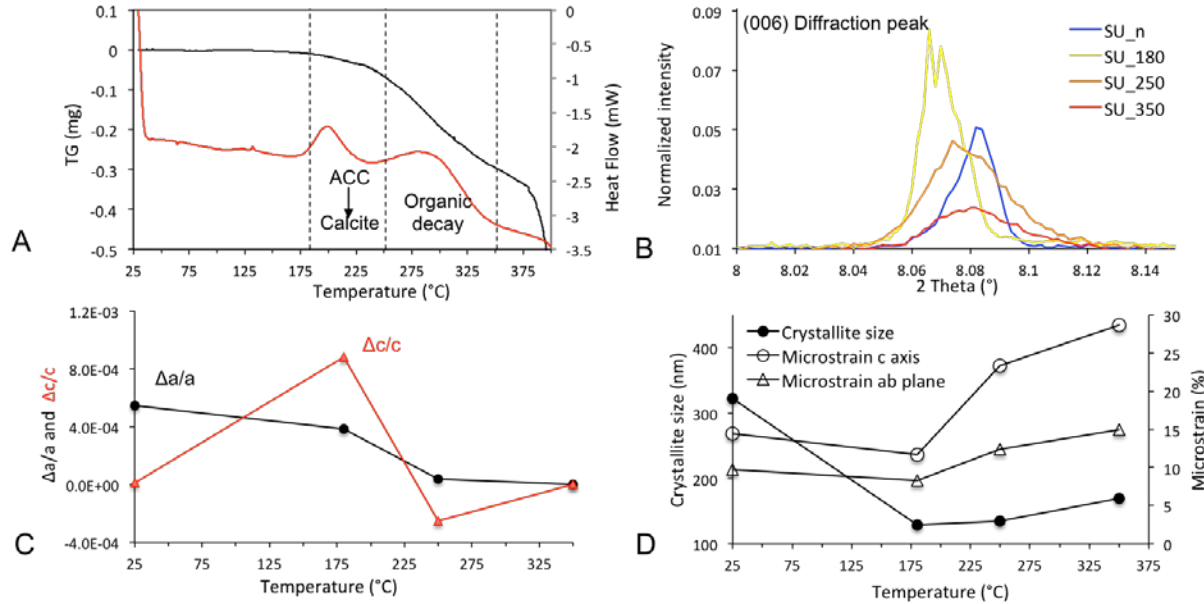 0
0
-0.5
-0.1
-1
-0.2
-1.5
-0.3
-2
-0.4
-2.5
-0.5
-3
-3.5
TG (mg)
Heat Flow (mW)
ACC
Calcite
Organic
decay
A
25
75
125
175
225
275
325
375
Temperature (°C)
(006) Diffraction peak
SU_n
SU_180
SU_250
SU_350
0.09
0.07
0.05
0.03
0.01
Normalized intensity
B
8
8.02
8.04
8.06
8.08
8.1
8.12
8.14
2 Theta (°)
1.2E-03
8.0E-04
4.0E-04
0.0E+00
-4.0E-04
Δa/a and Δc/c
Δa/a
Δc/c
C
25
75
125
175
225
275
325
Temperature (°C)
Crystallite size
Microstrain c axis
Microstrain ab plane
400
300
200
100
Crystallite size (nm)
30
25
20
15
10
5
0
Microstrain (%)
D
25
75
125
175
225
275
325
375
Temperature (°C)